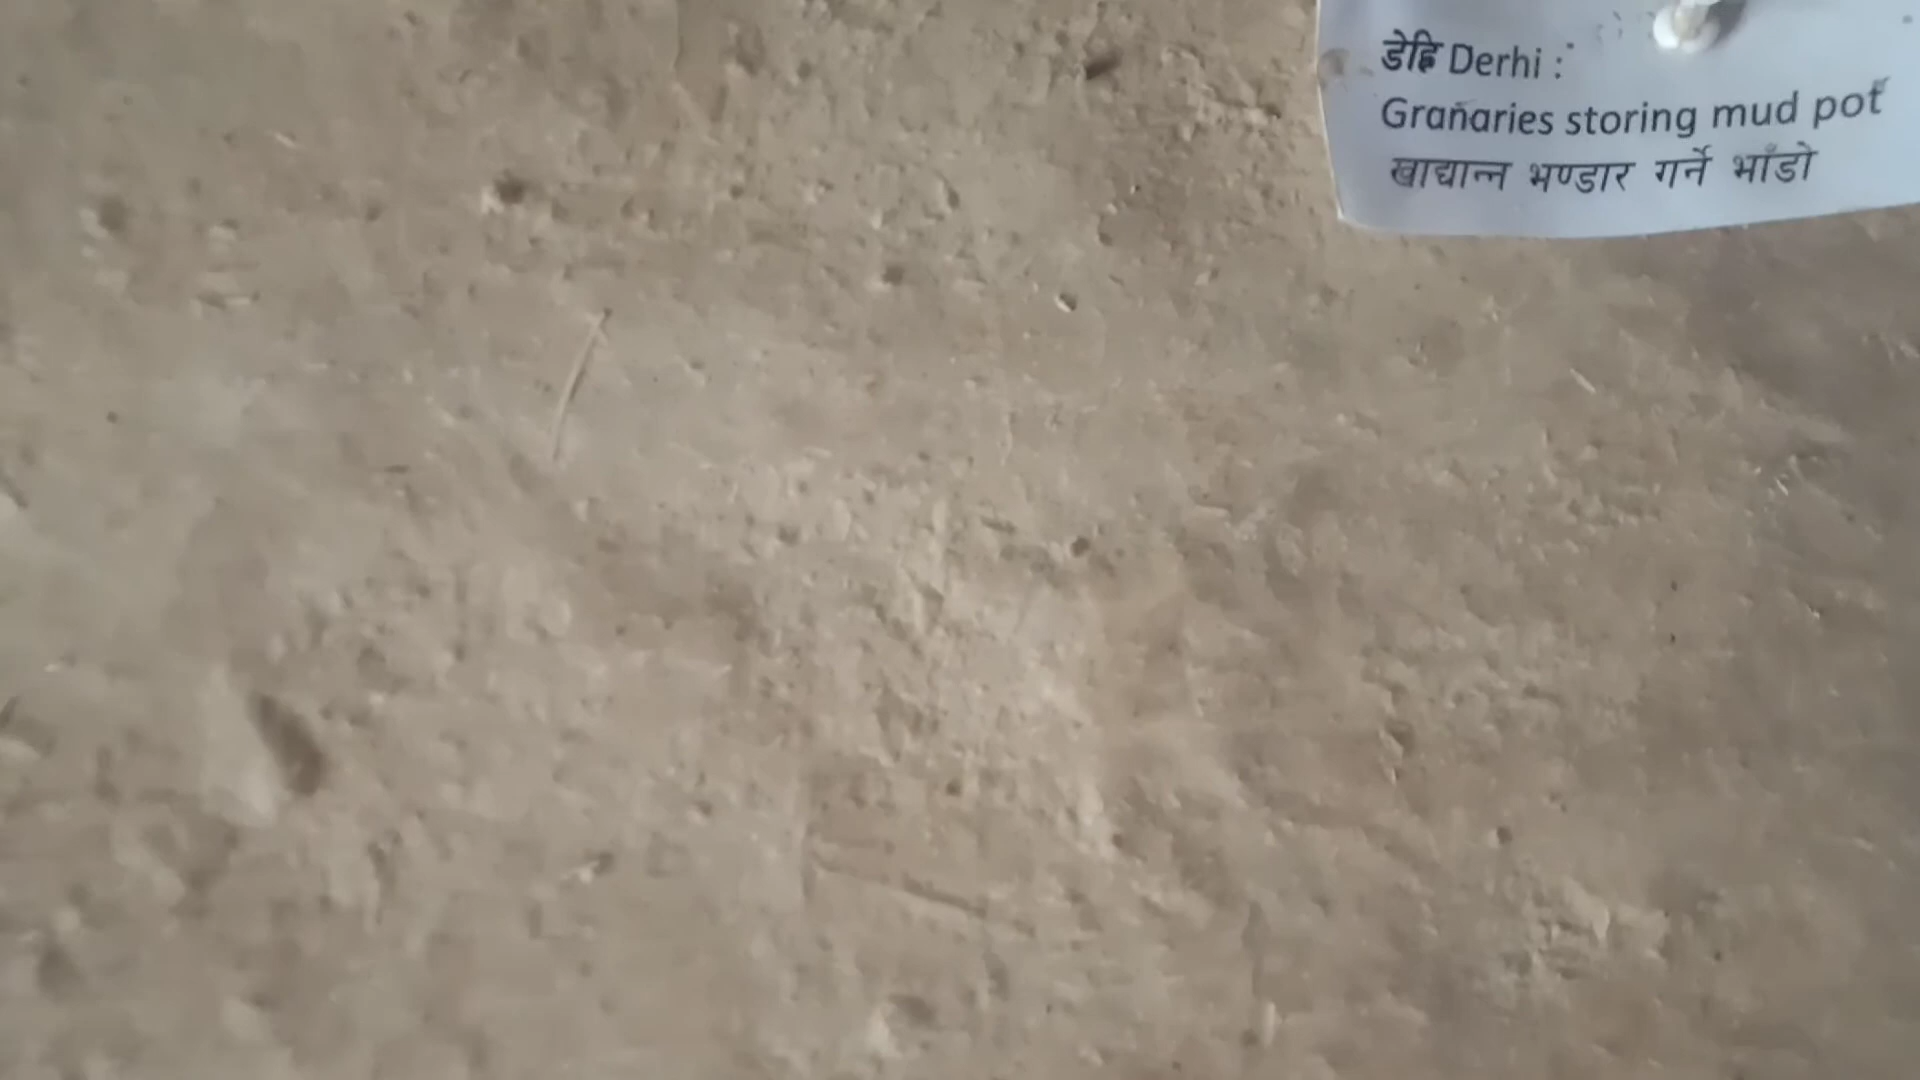 डेह्रि Derhi :
Granaries storing mud pot
खाद्यान्न भण्डार गर्ने भाँडो